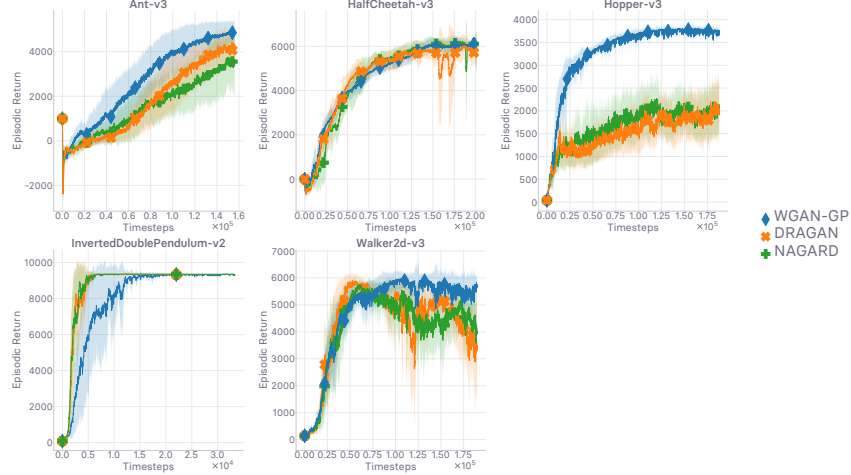 Ant-v3
Episodic Return
4000
2000
0
−2000
0.0 0.2 0.4 0.6 0.8 1.0 1.2 1.4 1.6
Timesteps
×10⁵
HalfCheetah-v3
Episodic Return
6000
4000
2000
0
0.00 0.25 0.50 0.75 1.00 1.25 1.50 1.75 2.00
Timesteps
×10⁵
Hopper-v3
Episodic Return
4000
3500
3000
2500
2000
1500
1000
500
0
0.00 0.25 0.50 0.75 1.00 1.25 1.50 1.75
Timesteps
×10⁵
WGAN-GP
DRAGAN
NAGARD
InvertedDoublePendulum-v2
Episodic Return
10000
8000
6000
4000
2000
0
0.0 0.5 1.0 1.5 2.0 2.5 3.0
Timesteps
×10⁴
Walker2d-v3
Episodic Return
7000
6000
5000
4000
3000
2000
1000
0
0.00 0.25 0.50 0.75 1.00 1.25 1.50 1.75
Timesteps
×10⁵